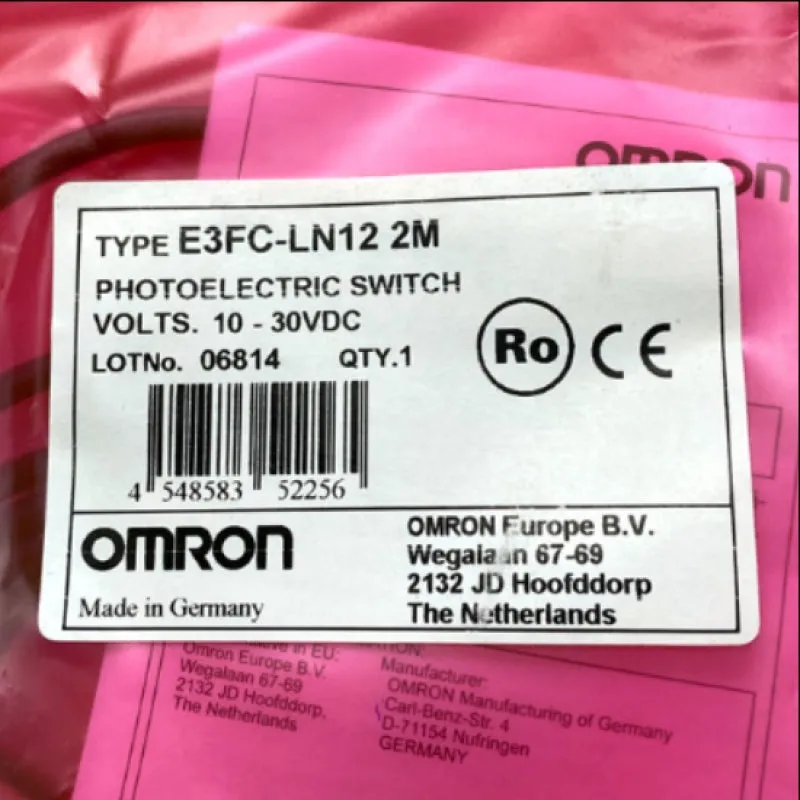 OMRON
TYPE E3FC-LN12 2M
PHOTOELECTRIC SWITCH
VOLTS. 10 - 30VDC
LOTNo. 06814 QTY.1
Ro CE
4 548583 52256
OMRON
Made in Germany
OMRON Europe B.V.
Wegalaan 67-69
2132 JD Hoofddorp
The Netherlands
in EU:
Omron Europe B.V.
Wegalaan 67-69
2132 JD Hoofddorp,
The Netherlands
Manufacturer:
OMRON Manufacturing of Germany
Carl-Benz-Str. 4
D-71154 Nufringen
GERMANY